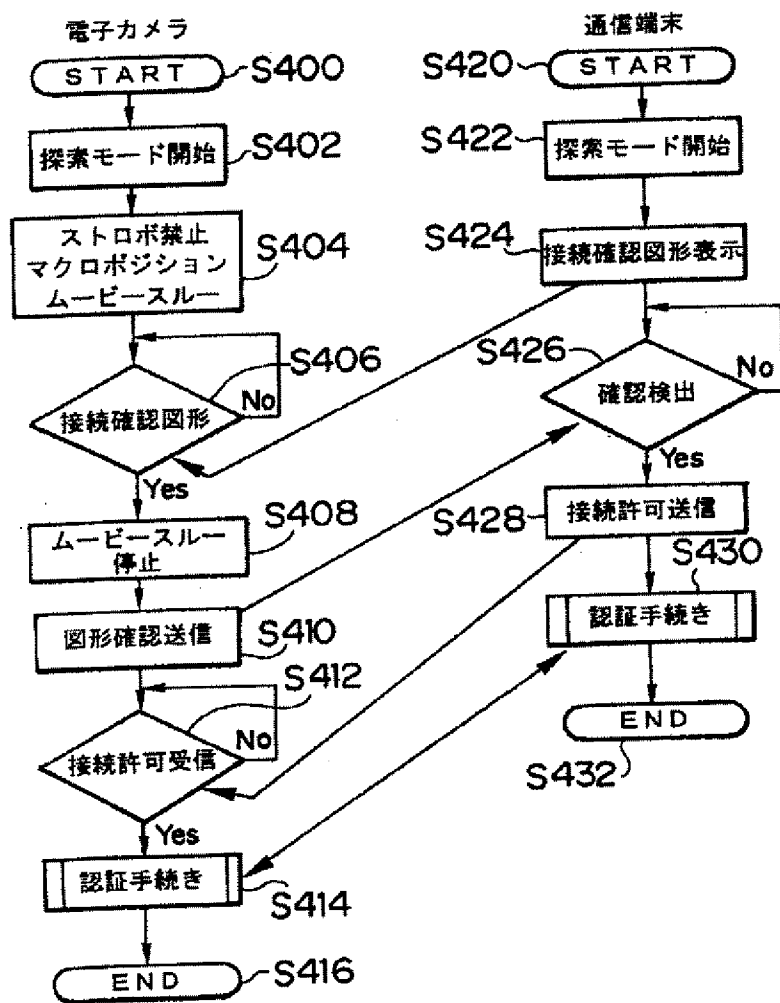 電子カメラ
START
S400
探索モード開始
S402
ストロボ禁止
マクロポジション
ムービースルー
S404
接続確認図形
S406
No
Yes
ムービースルー
停止
S408
図形確認送信
S410
接続許可受信
S412
No
Yes
認証手続き
S414
END
S416
通信端末
S420
START
S422
探索モード開始
S424
接続確認図形表示
S426
確認検出
No
Yes
S428
接続許可送信
S430
認証手続き
END
S432